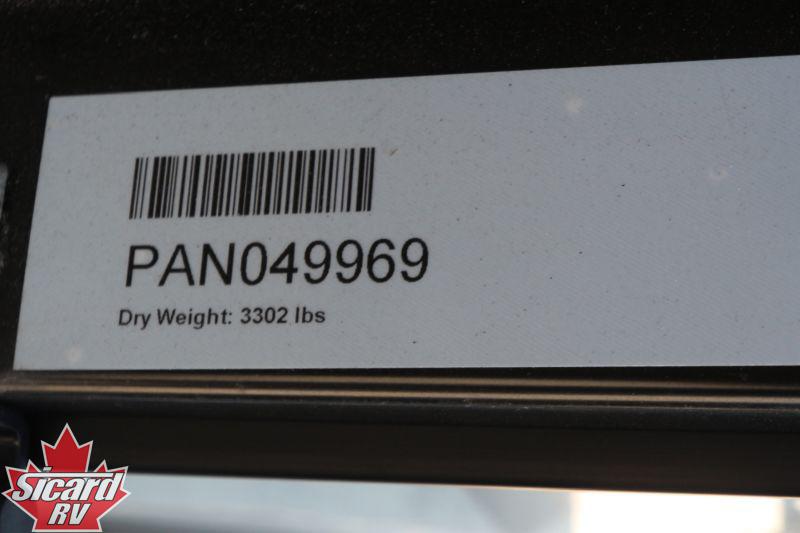 PAN049969
Dry Weight: 3302 lbs
Sicard
RV